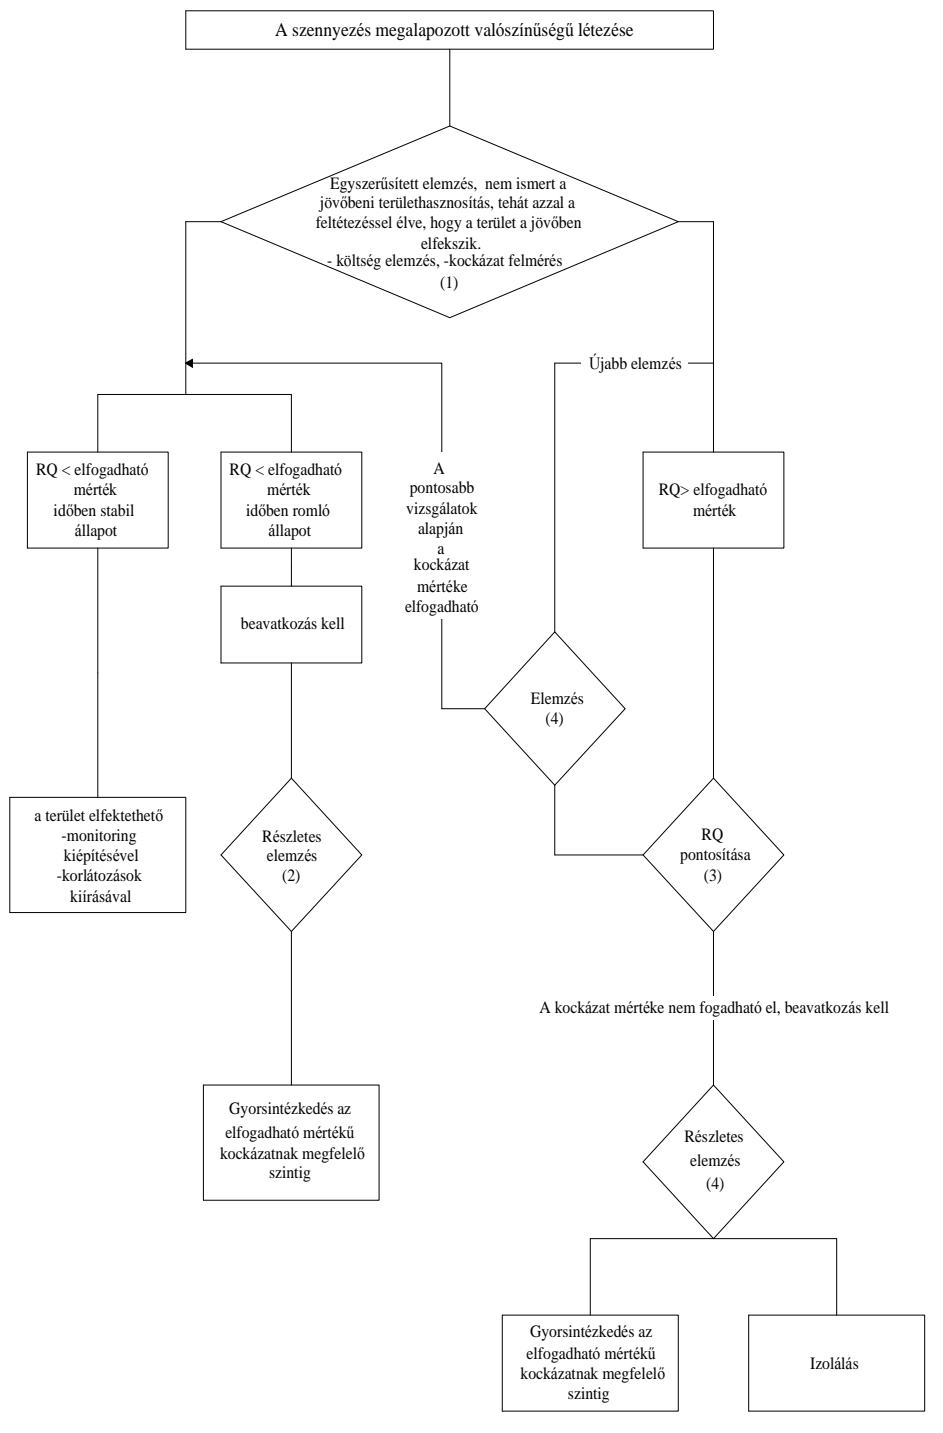 A szennyezés megalapozott valószínűségű létezése
Egyszerűsített elemzés, nem ismert a
jövőbeni területhasznosítás, tehát azzal a
feltétezéssel élve, hogy a terület a jövőben
elfekszik.
- költség elemzés, -kockázat felmérés
(1)
Újabb elemzés
RQ < elfogadható
mérték
időben stabil
állapot
RQ < elfogadható
mérték
időben romló
állapot
A
pontosabb
vizsgálatok
alapján
a
kockázat
mértéke
elfogadható
RQ> elfogadható
mérték
beavatkozás kell
Elemzés
(4)
a terület elfektethető
-monitoring
kiépítésével
-korlátozások
kiírásával
Részletes
elemzés
(2)
RQ
pontosítása
(3)
A kockázat mértéke nem fogadható el, beavatkozás kell
Gyorsintézkedés az
elfogadható mértékű
kockázatnak megfelelő
szintig
Részletes
elemzés
(4)
Gyorsintézkedés az
elfogadható mértékű
kockázatnak megfelelő
szintig
Izolálás